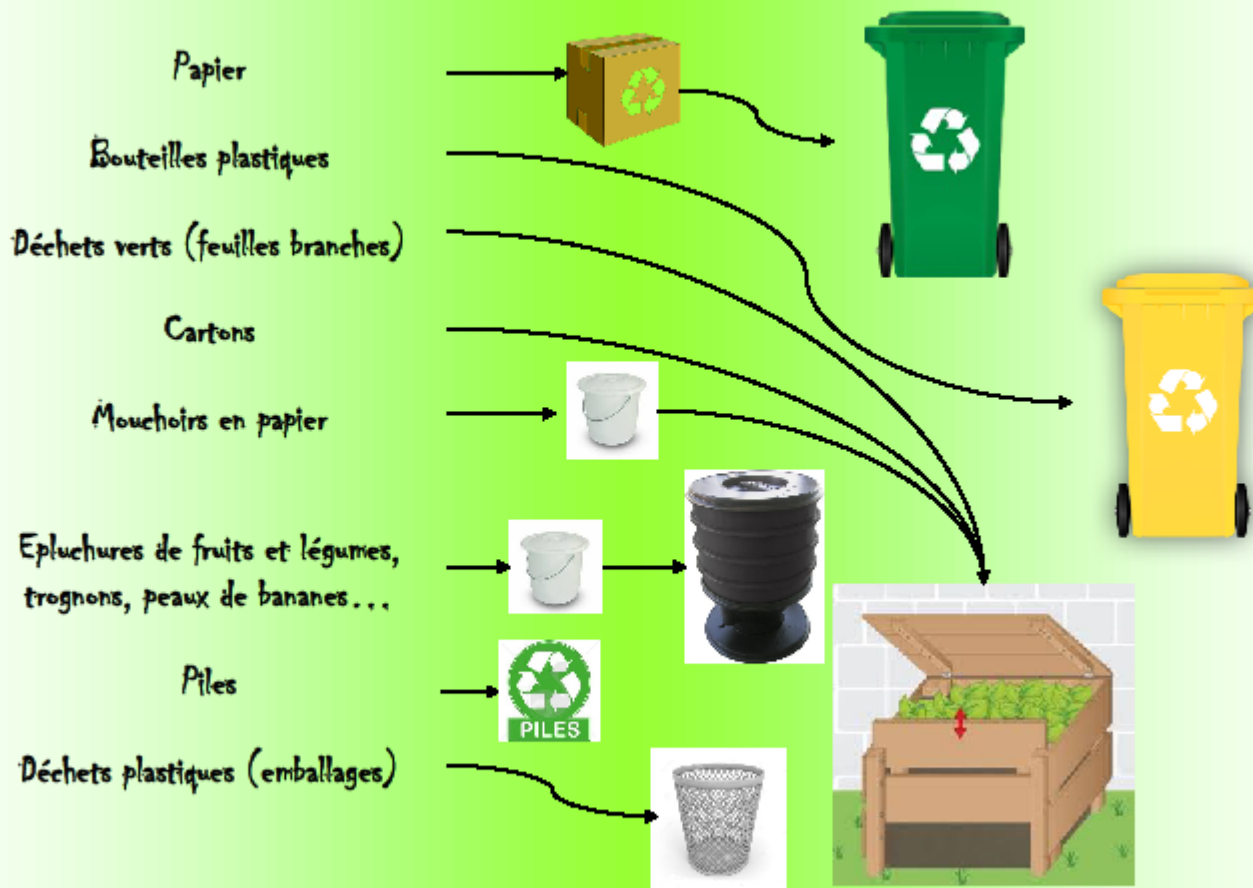 Papier
Bouteilles plastiques
Déchets verts (feuilles branches)
Cartons
Mouchoirs en papier
Epluchures de fruits et légumes,
trognons, peaux de bananes...
Piles
PILES
Déchets plastiques (emballages)